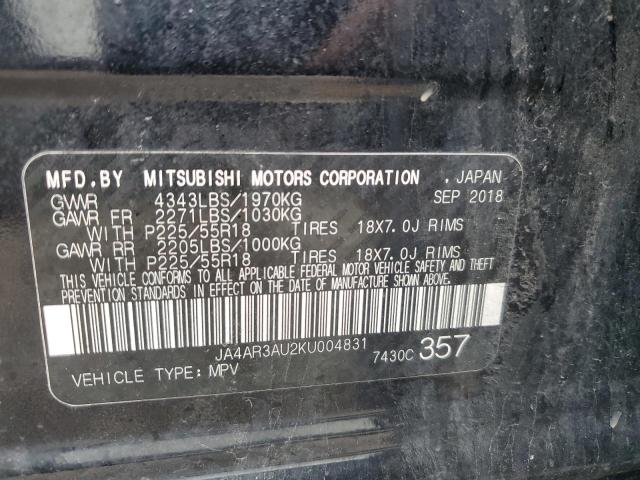 MFD.BY MITSUBISHI MOTORS CORPORATION , JAPAN
GVWR 4343LBS/1970KG SEP 2018
GAWR FR 2271LBS/1030KG
WITH P225/55R18 TIRES 18X7.0J RIMS
GAWR RR 2205LBS/1000KG
WITH P225/55R18 TIRES 18X7.0J RIMS
THIS VEHICLE CONFORMS TO ALL APPLICABLE FEDERAL MOTOR VEHICLE SAFETY AND THEFT
PREVENTION STANDARDS IN EFFECT ON THE DATE OF MANUFACTURE SHOWN ABOVE.
JA4AR3AU2KU004831
7430C 357
VEHICLE TYPE: MPV